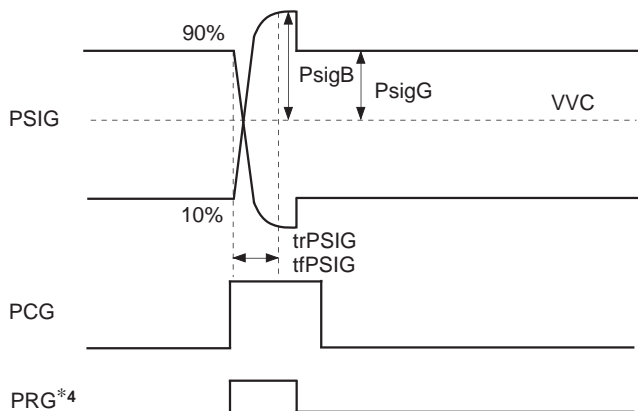 90%
PsigB
PsigG
VVC
PSIG
10%
trPSIG
tfPSIG
PCG
PRG*4